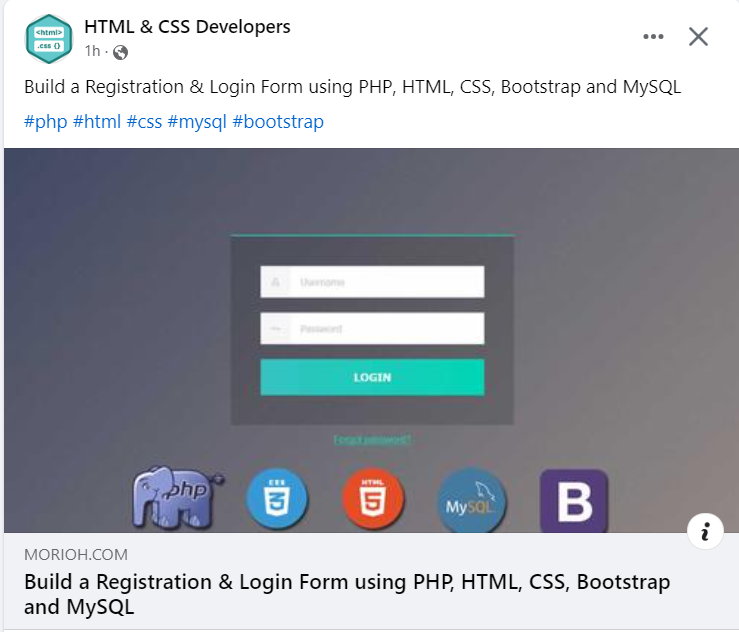 <html>
.css {}
HTML & CSS Developers
1h ·
Build a Registration & Login Form using PHP, HTML, CSS, Bootstrap and MySQL
#php #html #css #mysql #bootstrap
Username
Password
LOGIN
Forgot password?
php
CSS
3
HTML
5
MySQL
B
i
MORIOH.COM
Build a Registration & Login Form using PHP, HTML, CSS, Bootstrap
and MySQL